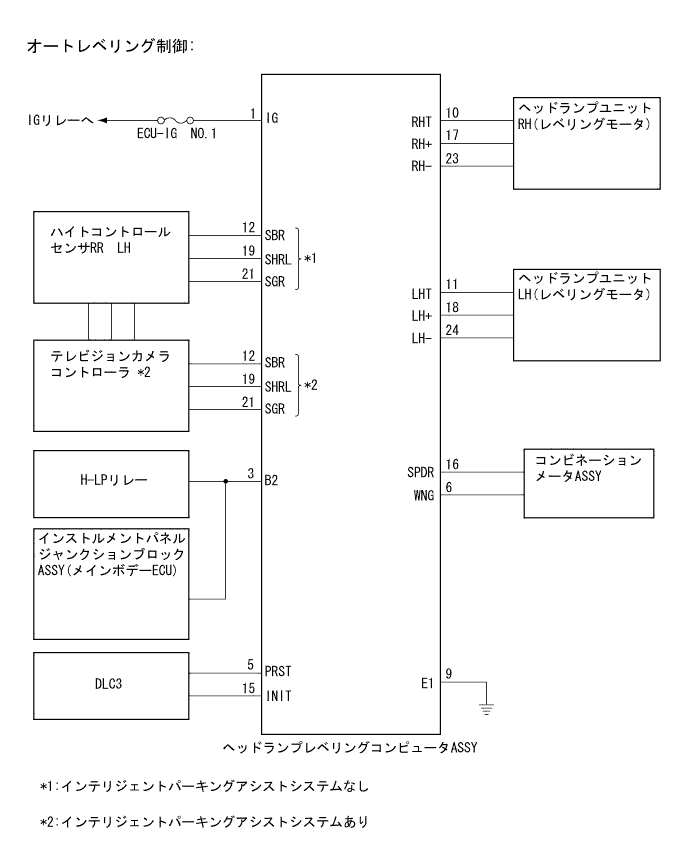 オートレベリング制御:
IGリレーへ
ECU-IG NO.1
1
IG
ハイトコントロール
センサRR LH
12
SBR
19
SHRL
21
SGR
*1
テレビジョンカメラ
コントローラ *2
12
SBR
19
SHRL
21
SGR
*2
H-LPリレー
3
B2
インストルメントパネル
ジャンクションブロック
ASSY(メインボデーECU)
DLC3
5
PRST
15
INIT
RHT
10
RH+
17
RH-
23
ヘッドランプユニット
RH(レベリングモータ)
LHT
11
LH+
18
LH-
24
ヘッドランプユニット
LH(レベリングモータ)
SPDR
16
WNG
6
コンビネーション
メータASSY
E1
9
ヘッドランプレベリングコンピュータASSY
*1:インテリジェントパーキングアシストシステムなし
*2:インテリジェントパーキングアシストシステムあり